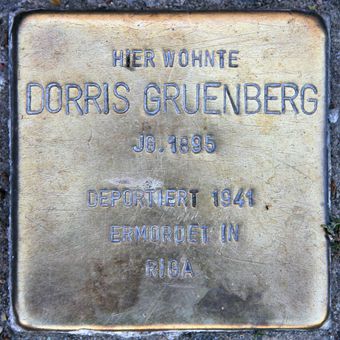 HIER WOHNTE
DORRIS GRUENBERG
JG. 1895
DEPORTIERT 1941
ERMORDET IN
RIGA